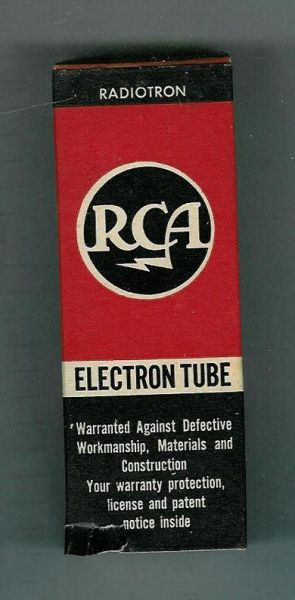 RADIOTRON
RCA
ELECTRON TUBE
*Warranted Against Defective
Workmanship, Materials and
Construction
Your warranty protection,
license and patent
notice inside